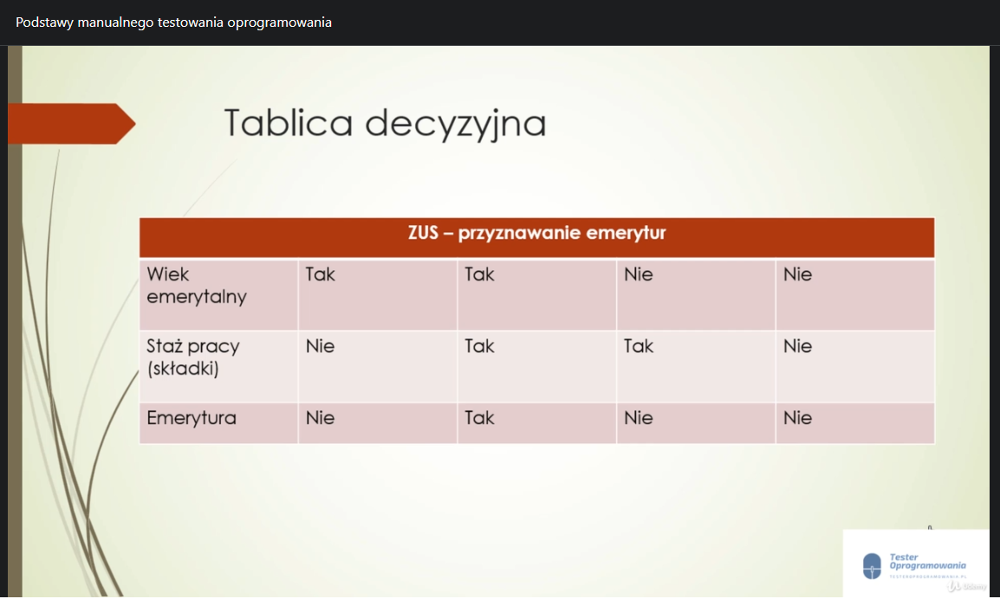 Podstawy manualnego testowania oprogramowania
Tablica decyzyjna
ZUS – przyznawanie emerytur
Wiek emerytalny Tak Tak Nie Nie
Staż pracy (składki) Nie Tak Tak Nie
Emerytura Nie Tak Nie Nie
Tester
Oprogramowania
TESTEROPROGRAMOWANIA.PL
Udemy